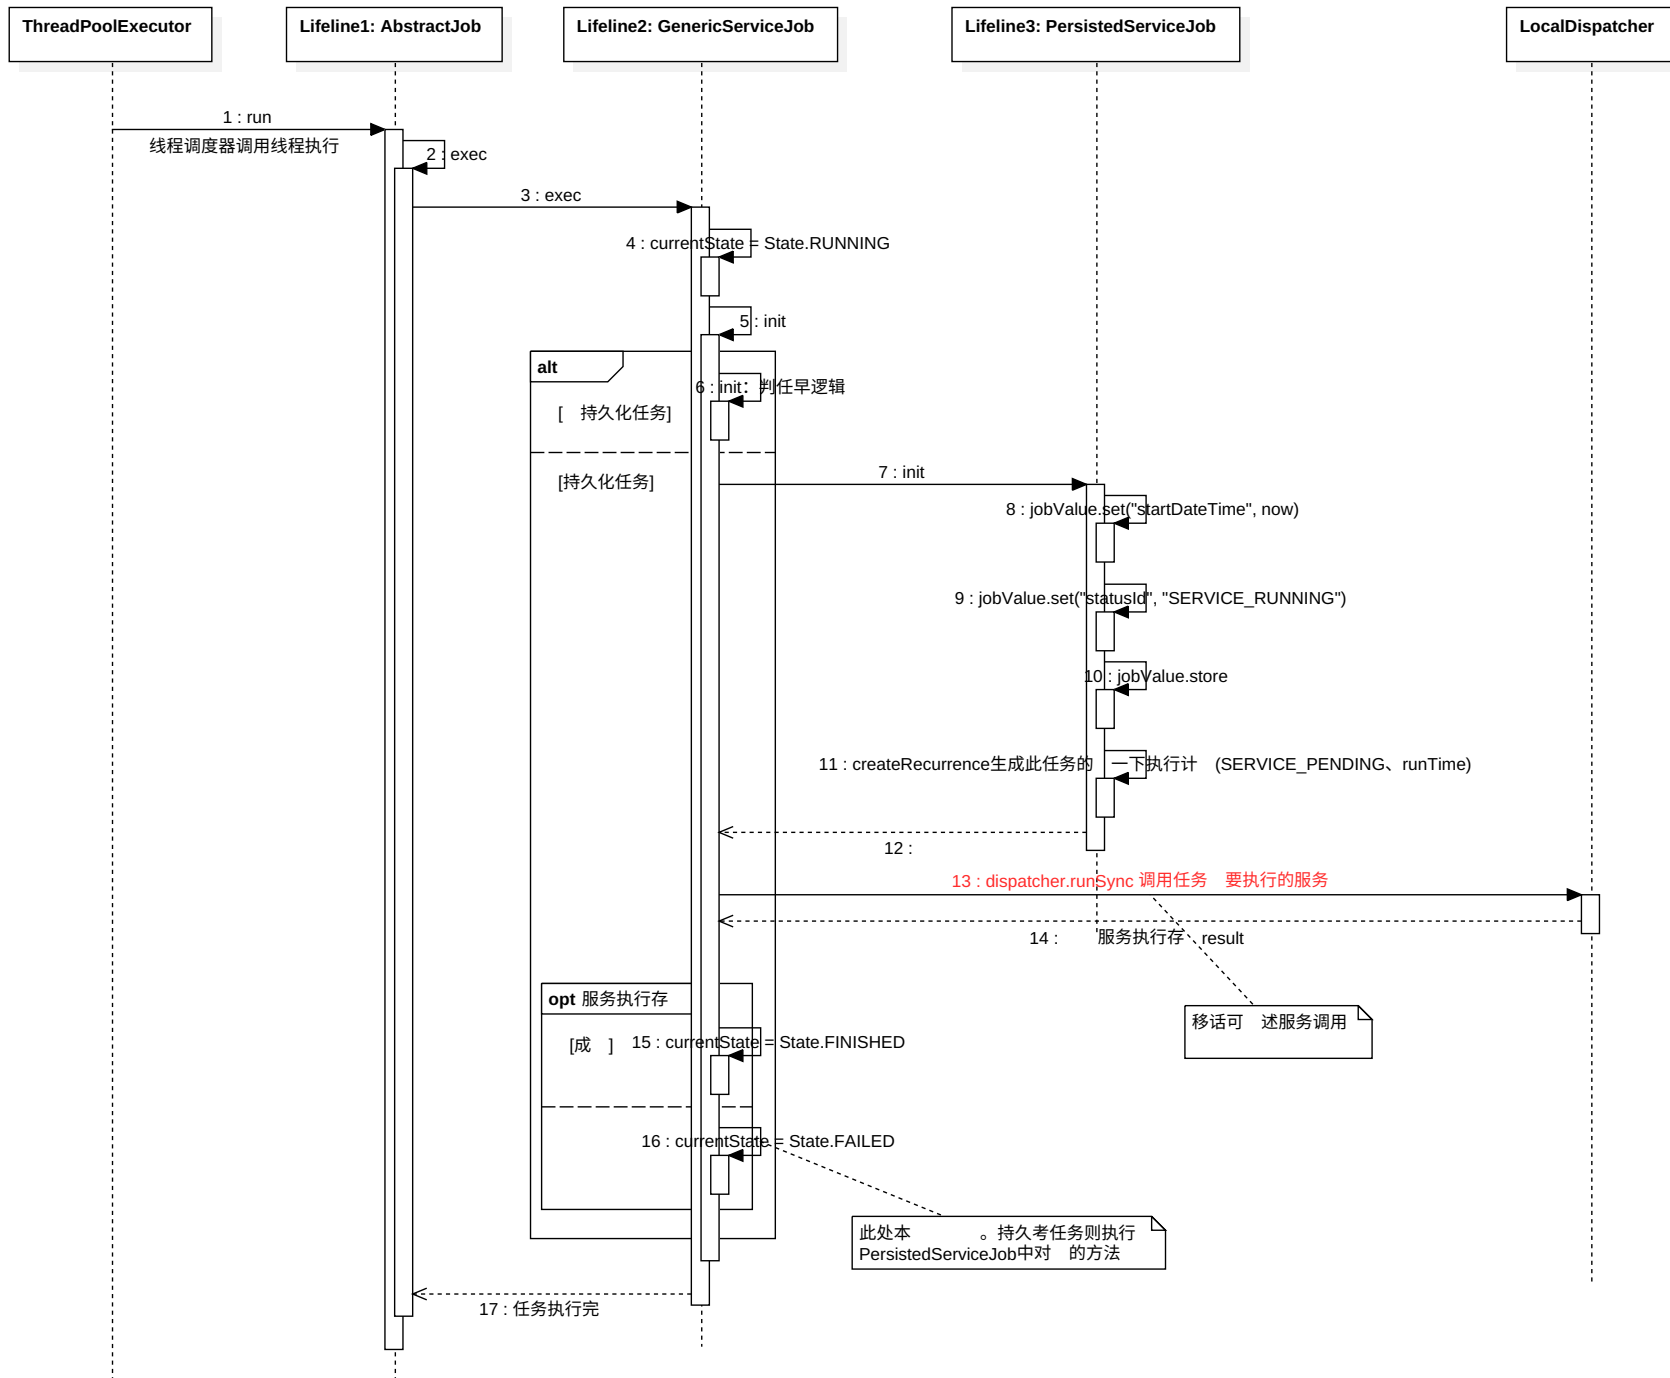 ThreadPoolExecutor
Lifeline1: AbstractJob
Lifeline2: GenericServiceJob
Lifeline3: PersistedServiceJob
LocalDispatcher
1 : run
线程调度器调用线程执行
2 : exec
3 : exec
4 : currentState = State.RUNNING
5 : init
alt
6 : init：判任早逻辑
[ 持久化任务]
[持久化任务]
7 : init
8 : jobValue.set("startDateTime", now)
9 : jobValue.set("statusId", "SERVICE_RUNNING")
10 : jobValue.store
11 : createRecurrence生成此任务的 一下执行计 (SERVICE_PENDING、runTime)
12 :
13 : dispatcher.runSync 调用任务 要执行的服务
14 : 服务执行存 result
opt 服务执行存
移话可 述服务调用
[成 ]
15 : currentState = State.FINISHED
16 : currentState = State.FAILED
此处本 。持久考任务则执行
PersistedServiceJob中对 的方法
17 : 任务执行完